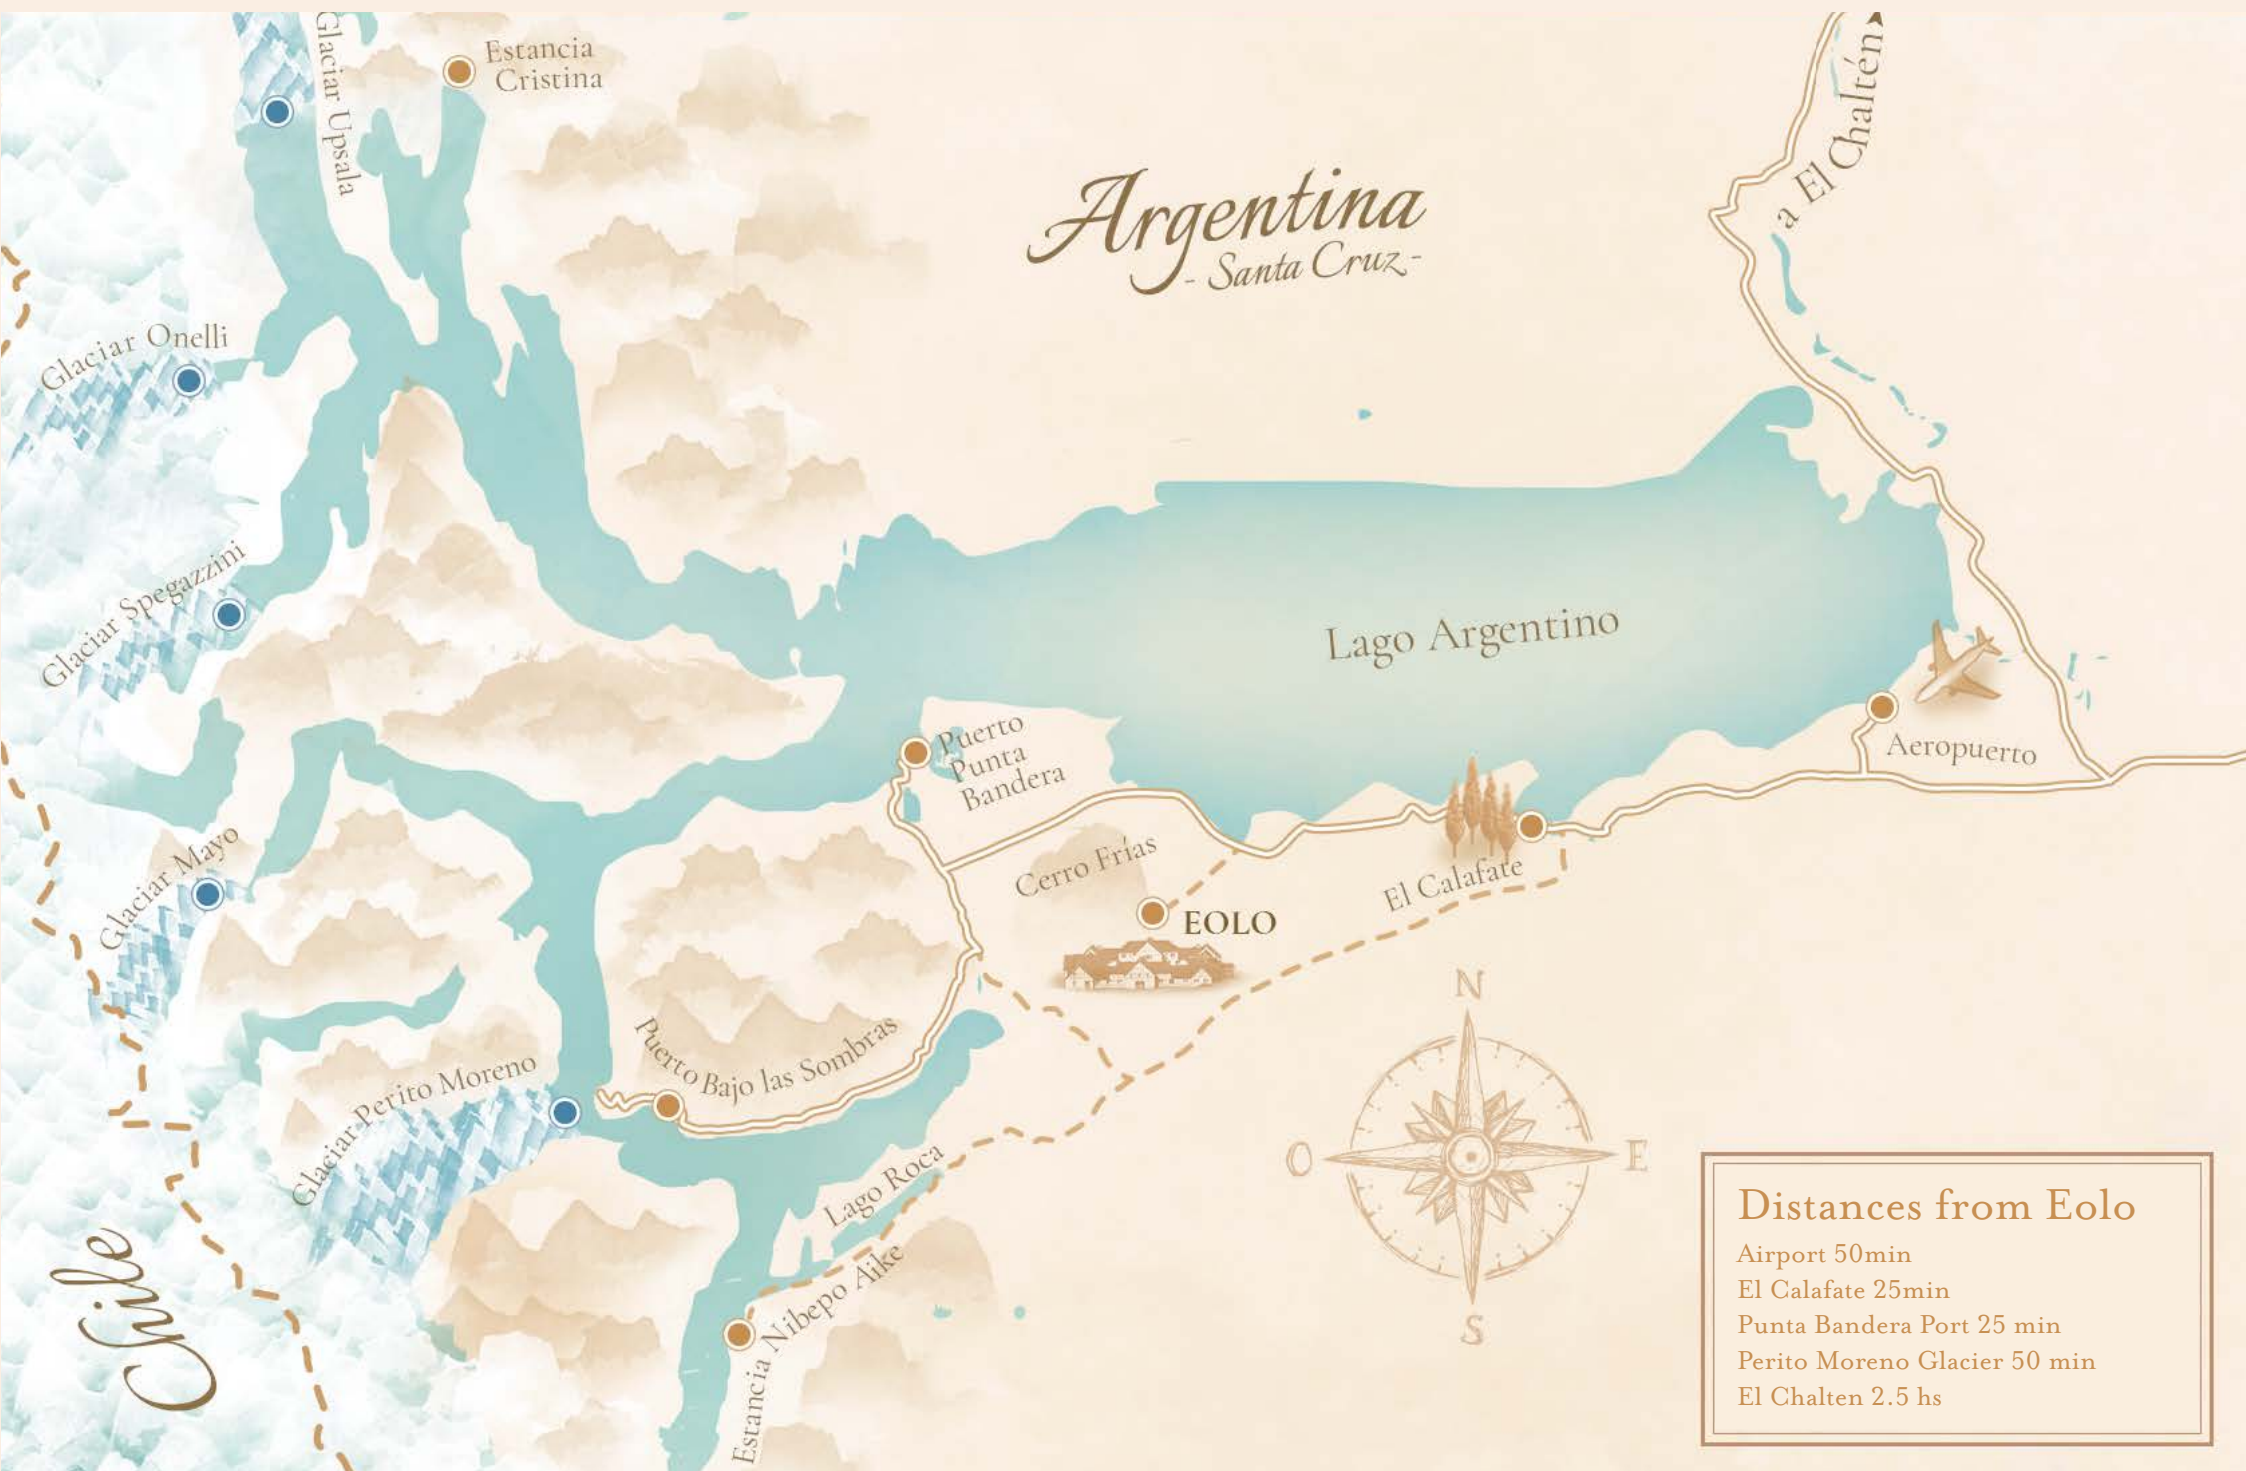 Glaciar Upsala
Estancia
Cristina
a El Chaltén
Argentina
- Santa Cruz -
Glaciar Onelli
Glaciar Spegazzini
Lago Argentino
Puerto
Punta
Bandera
Aeropuerto
Glaciar Mayo
Cerro Frías
El Calafate
EOLO
N
Puerto Bajo las Sombras
Glaciar Perito Moreno
O
E
Lago Roca
S
Estancia Nibepo Aike
Chile
Distances from Eolo
Airport 50min
El Calafate 25min
Punta Bandera Port 25 min
Perito Moreno Glacier 50 min
El Chalten 2.5 hs